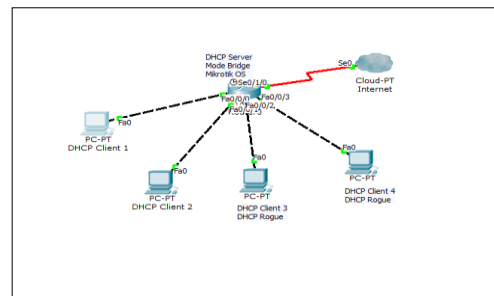 DHCP Server
Mode Bridge
Mikrotik OS
Se0/1/0
Se0
Cloud-PT
Internet
Fa0/0/0
Fa0/0/3
Fa0/0/2
Fa0
PC-PT
DHCP Client 1
Fa0
PC-PT
DHCP Client 2
Fa0
PC-PT
DHCP Client 3
DHCP Rogue
Fa0
PC-PT
DHCP Client 4
DHCP Rogue